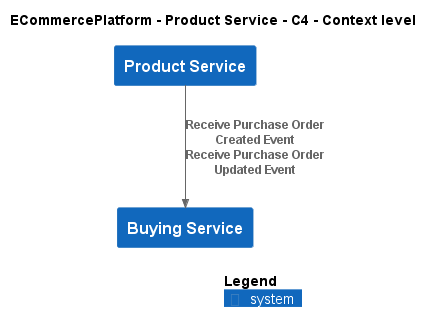 ECommercePlatform - Product Service - C4 - Context level
Product Service
Receive Purchase Order
Created Event
Receive Purchase Order
Updated Event
Buying Service
Legend
system